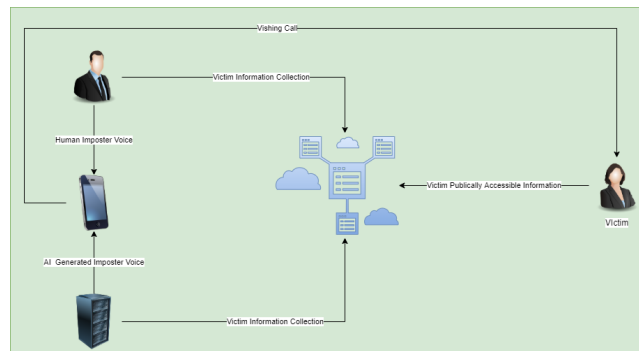 Vishing Call
Victim Information Collection
Human Imposter Voice
Victim Publically Accessible Information
VIctim
AI Generated Imposter Voice
Victim Information Collection